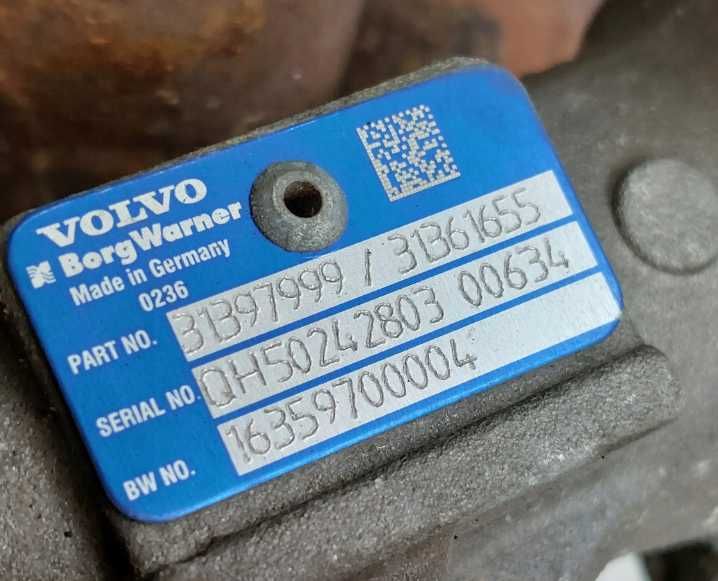 VOLVO
BorgWarner
Made in Germany
0236
PART NO. 31397999 / 31361655
SERIAL NO. QH50242803 00634
BW NO. 16359700004